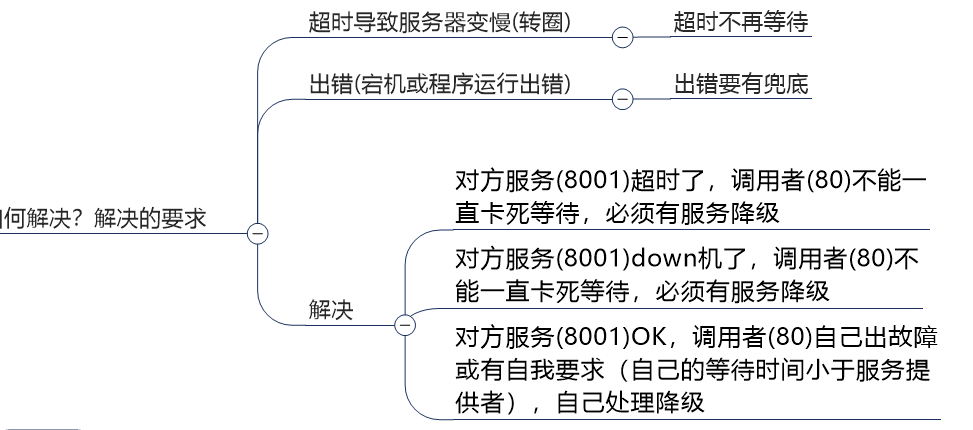 超时导致服务器变慢(转圈)
超时不再等待
出错(宕机或程序运行出错)
出错要有兜底
如何解决？解决的要求
解决
对方服务(8001)超时了，调用者(80)不能一
直卡死等待，必须有服务降级
对方服务(8001)down机了，调用者(80)不
能一直卡死等待，必须有服务降级
对方服务(8001)OK，调用者(80)自己出故障
或有自我要求（自己的等待时间小于服务提
供者），自己处理降级